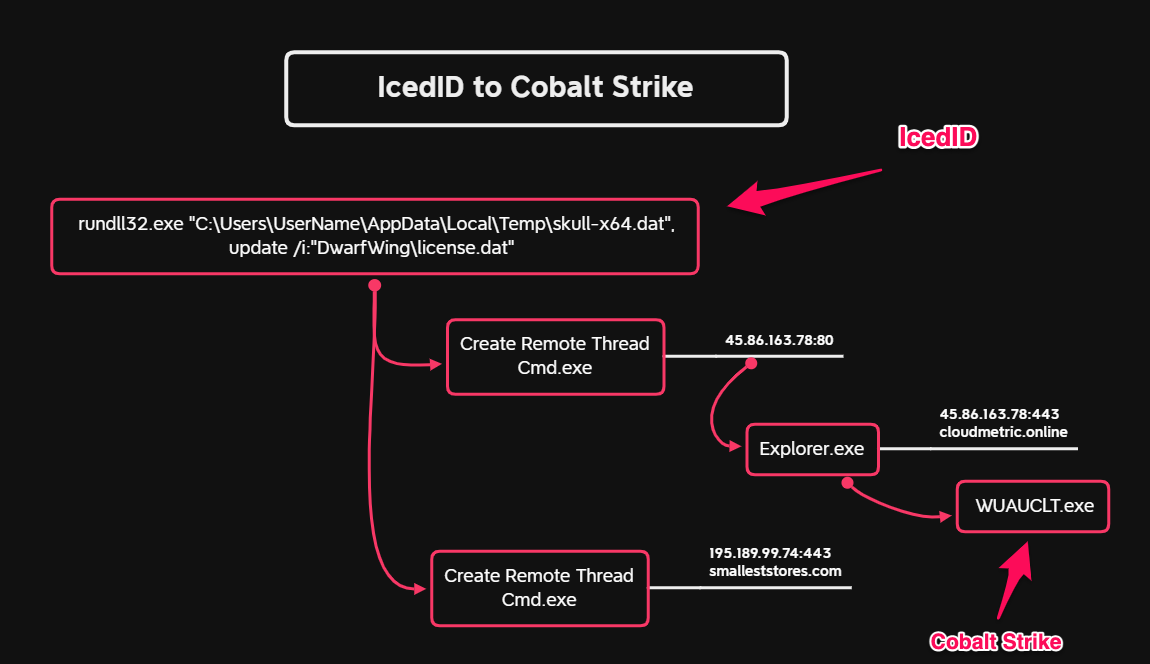 IcedID to Cobalt Strike
IcedID
rundll32.exe "C:\Users\UserName\AppData\Local\Temp\skull-x64.dat",
update /i:"DwarfWing\license.dat"
Create Remote Thread
Cmd.exe
45.86.163.78:80
Explorer.exe
45.86.163.78:443
cloudmetric.online
WUAUCLT.exe
Create Remote Thread
Cmd.exe
195.189.99.74:443
smalleststores.com
Cobalt Strike